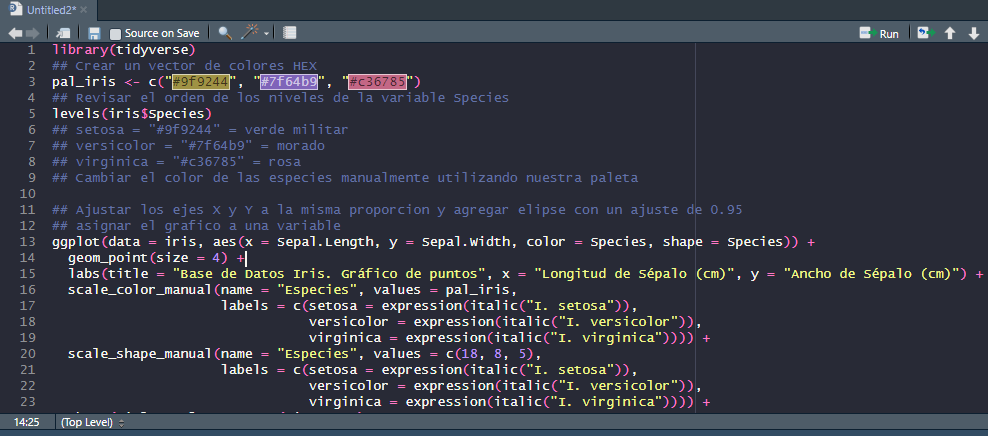 Untitled2*
Source on Save
Run
1 library(tidyverse)
2 ## Crear un vector de colores HEX
3 pal_iris <- c("#9f9244", "#7f64b9", "#c36785")
4 ## Revisar el orden de los niveles de la variable Species
5 levels(iris$Species)
6 ## setosa = "#9f9244" = verde militar
7 ## versicolor = "#7f64b9" = morado
8 ## virginica = "#c36785" = rosa
9 ## Cambiar el color de las especies manualmente utilizando nuestra paleta
10
11 ## Ajustar los ejes X y Y a la misma proporcion y agregar elipse con un ajuste de 0.95
12 ## asignar el grafico a una variable
13 ggplot(data = iris, aes(x = Sepal.Length, y = Sepal.Width, color = Species, shape = Species)) +
14 geom_point(size = 4) +
15 labs(title = "Base de Datos Iris. Gráfico de puntos", x = "Longitud de Sépalo (cm)", y = "Ancho de Sépalo (cm)") +
16 scale_color_manual(name = "Especies", values = pal_iris,
17 labels = c(setosa = expression(italic("I. setosa")),
18 versicolor = expression(italic("I. versicolor")),
19 virginica = expression(italic("I. virginica")))) +
20 scale_shape_manual(name = "Especies", values = c(18, 8, 5),
21 labels = c(setosa = expression(italic("I. setosa")),
22 versicolor = expression(italic("I. versicolor")),
23 virginica = expression(italic("I. virginica")))) +
14:25 (Top Level)